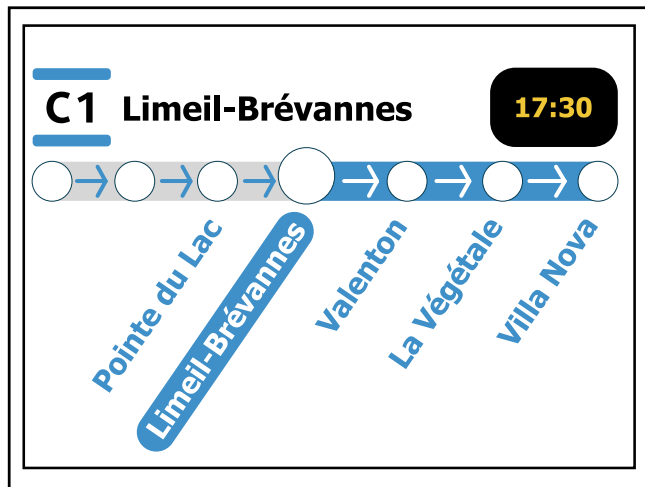 C1 Limeil-Brévannes 17:30
Pointe du Lac
Limeil-Brévannes
Valenton
La Végétale
Villa Nova